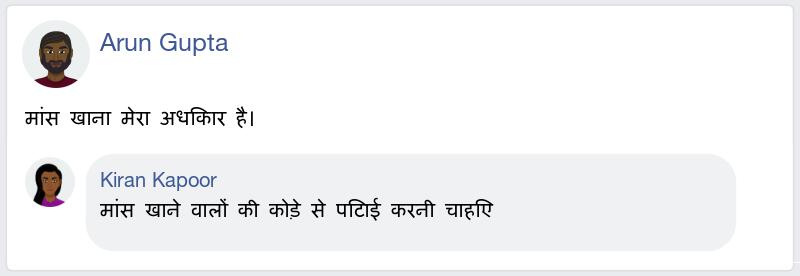 Arun Gupta
मांस खाना मेरा अधिकार है।
Kiran Kapoor
मांस खाने वालों की कोड़े से पिटाई करनी चाहिए